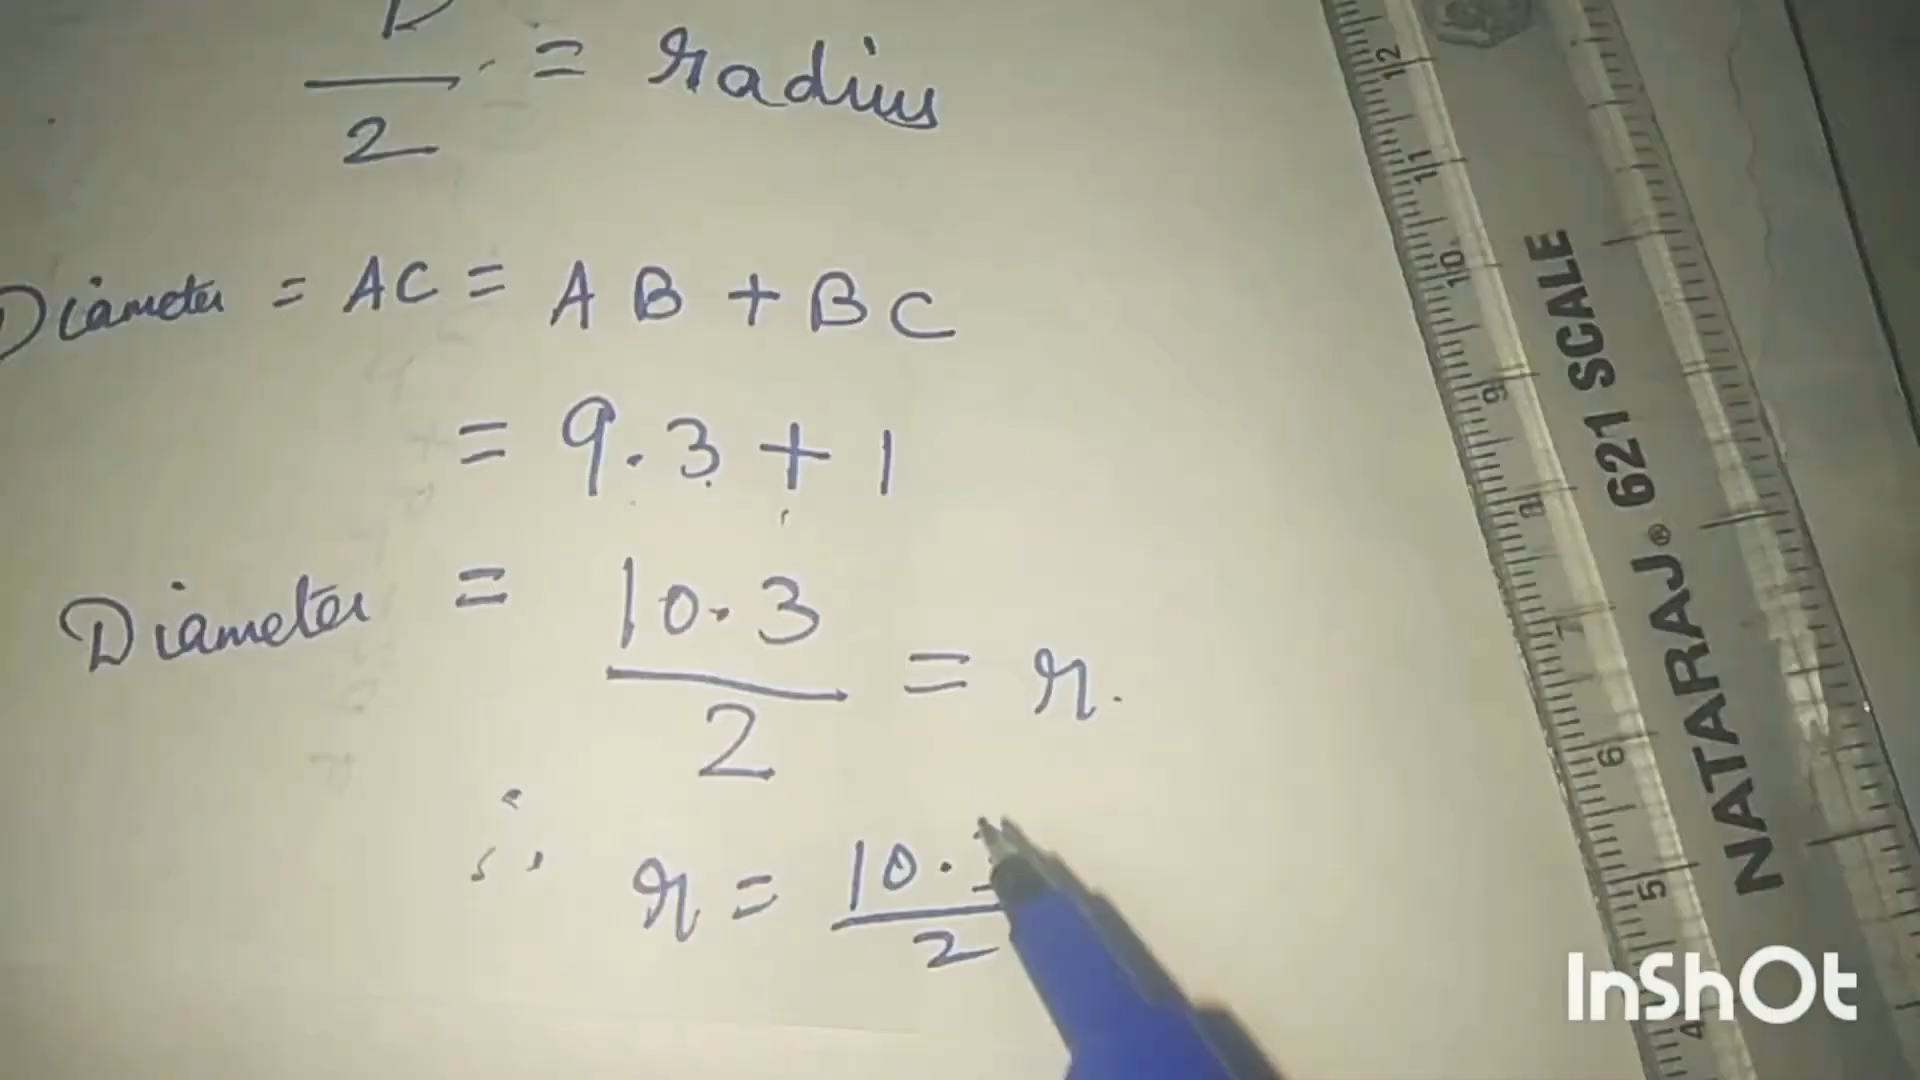 D/2 = radius
Diameter = AC = AB + BC
= 9.3 + 1
Diameter = 10.3/2 = r.
∴ r = 10.
2
12 11 10 9 8 7 6 5 4
NATARAJ® 621 SCALE
InShOt